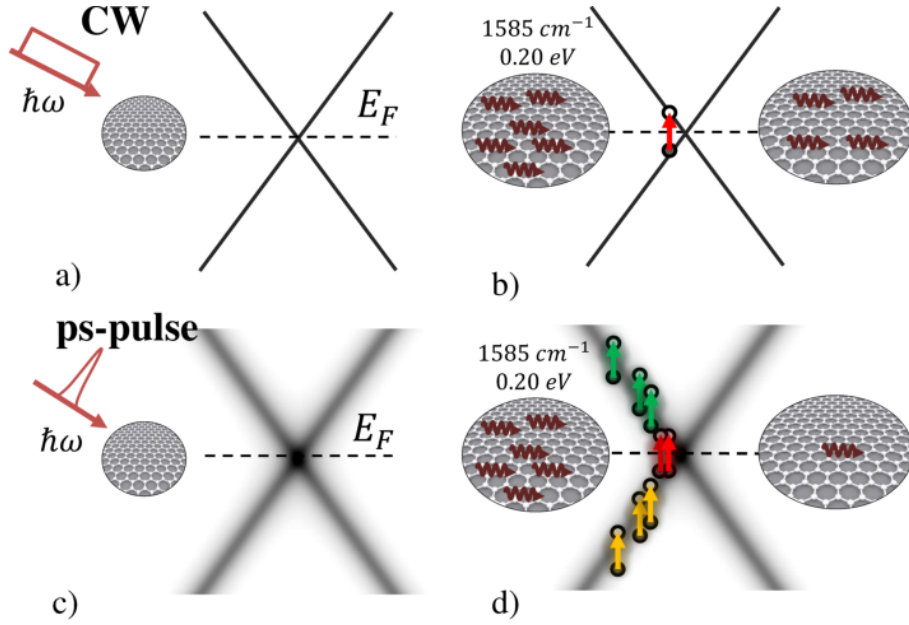 CW
ħω
E_F
a)
1585 cm⁻¹
0.20 eV
b)
ps-pulse
ħω
E_F
c)
1585 cm⁻¹
0.20 eV
d)